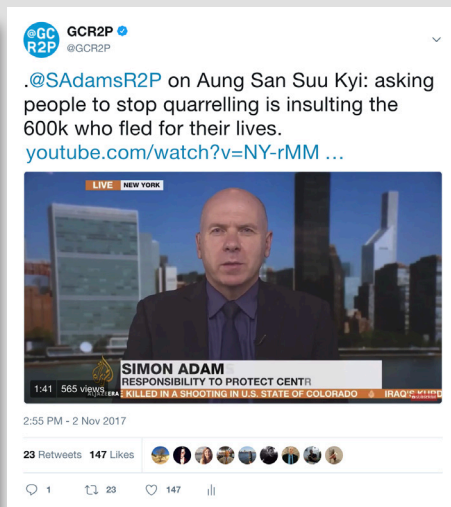 @GC
R2P
GCR2P
@GCR2P
.@SAdamsR2P on Aung San Suu Kyi: asking
people to stop quarrelling is insulting the
600k who fled for their lives.
youtube.com/watch?v=NY-rMM ...
LIVE NEW YORK
SIMON ADAMS
RESPONSIBILITY TO PROTECT CENTR
1:41 565 views
KILLED IN A SHOOTING IN U.S. STATE OF COLORADO IRAQ'S
2:55 PM - 2 Nov 2017
23 Retweets 147 Likes
1 23 147